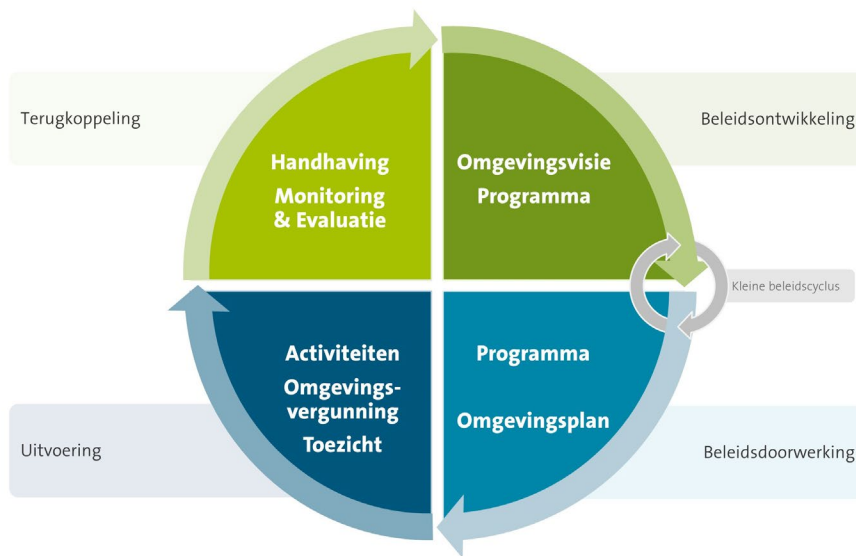 Terugkoppeling
Beleidsontwikkeling
Handhaving
Monitoring
& Evaluatie
Omgevingsvisie
Programma
Kleine beleidscyclus
Activiteiten
Omgevings-
vergunning
Toezicht
Programma
Omgevingsplan
Uitvoering
Beleidsdoorwerking